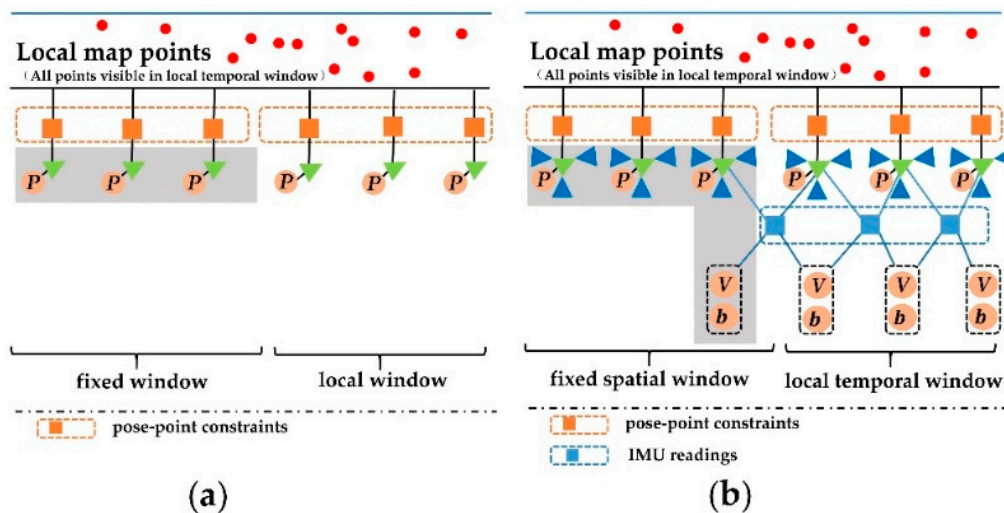 Local map points
(All points visible in local temporal window)
P P P P P P
fixed window
local window
pose-point constraints
(a)
Local map points
(All points visible in local temporal window)
P P P P P P
V V V V
b b b b
fixed spatial window
local temporal window
pose-point constraints
IMU readings
(b)